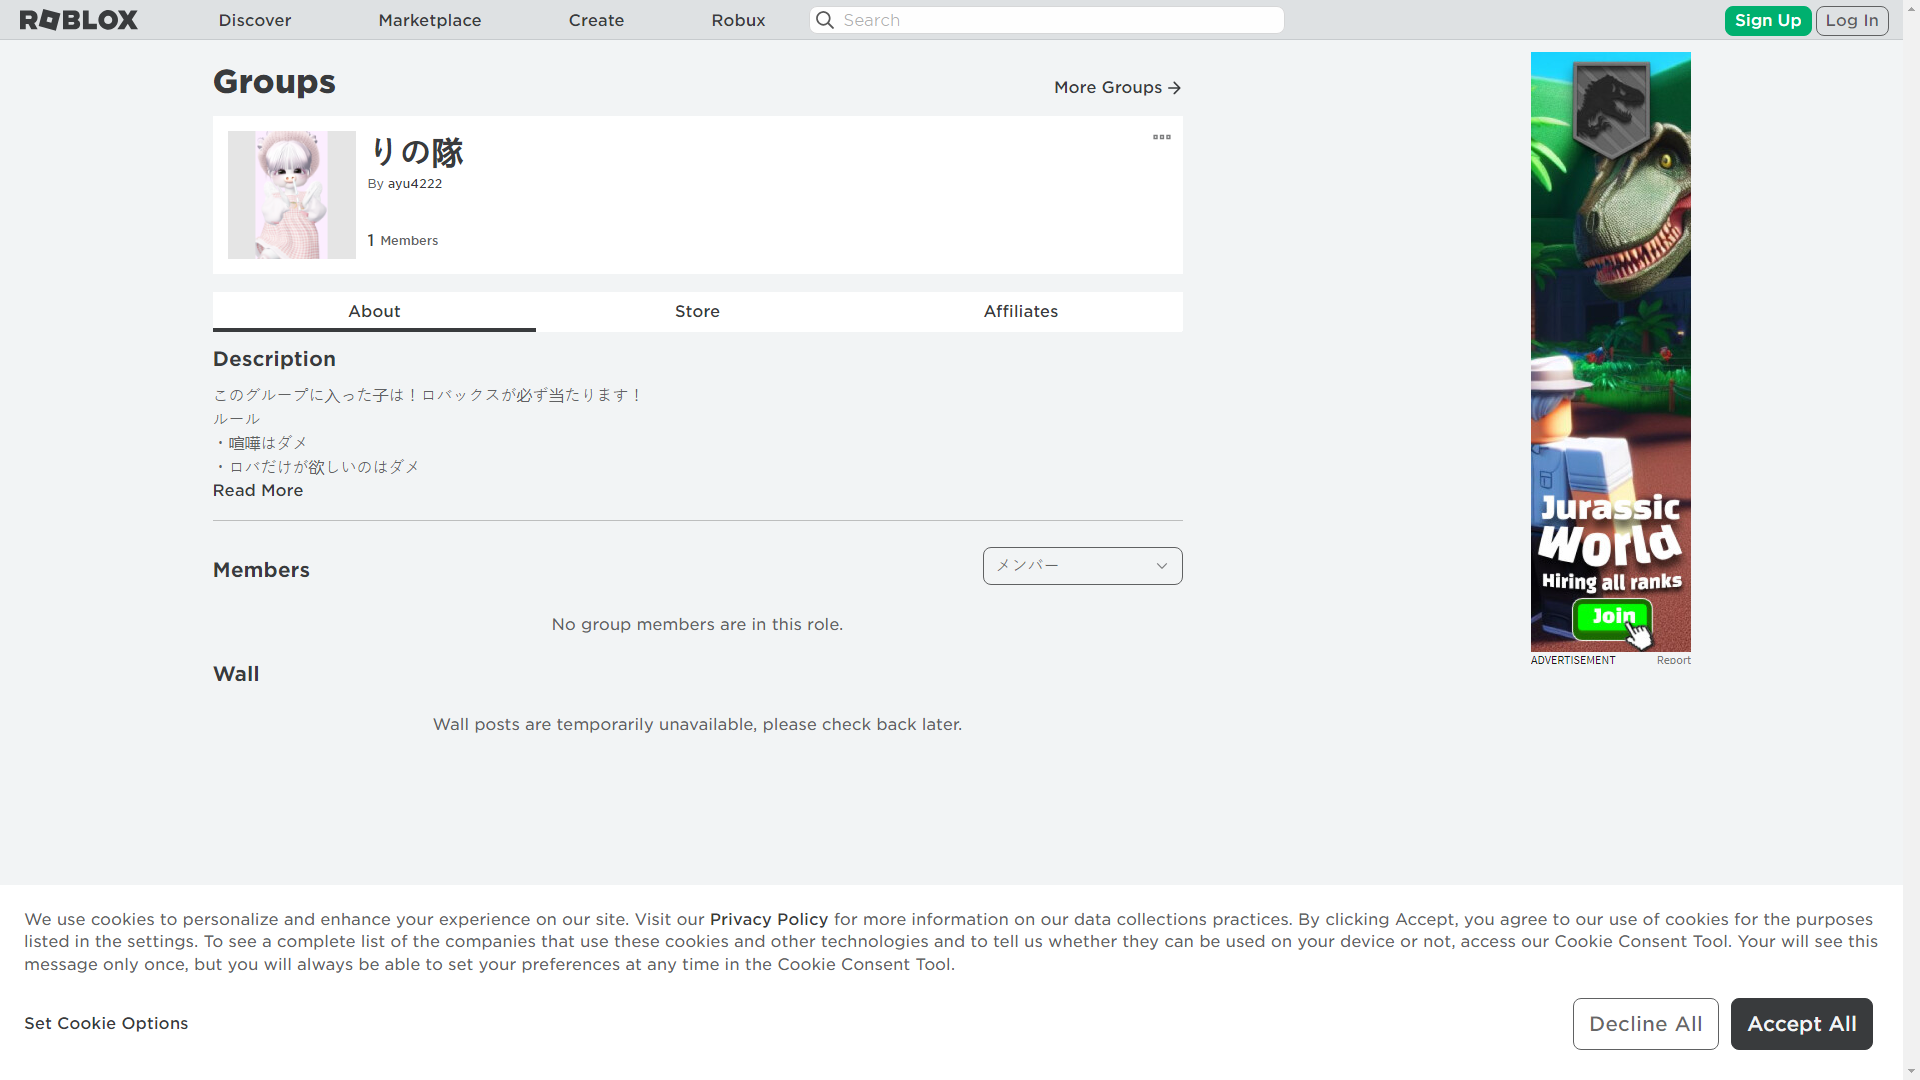 ROBLOX
Discover
Marketplace
Create
Robux
Search
Sign Up
Log In
Groups
More Groups
りの隊
By ayu4222
1 Members
About
Store
Affiliates
Description
このグループに入った子は！ロバックスが必ず当たります！
ルール
・喧嘩はダメ
・ロバだけが欲しいのはダメ
Read More
Members
メンバー
No group members are in this role.
Wall
Wall posts are temporarily unavailable, please check back later.
Jurassic
World
Hiring all ranks
Join
ADVERTISEMENT
Report
We use cookies to personalize and enhance your experience on our site. Visit our Privacy Policy for more information on our data collections practices. By clicking Accept, you agree to our use of cookies for the purposes
listed in the settings. To see a complete list of the companies that use these cookies and other technologies and to tell us whether they can be used on your device or not, access our Cookie Consent Tool. Your will see this
message only once, but you will always be able to set your preferences at any time in the Cookie Consent Tool.
Set Cookie Options
Decline All
Accept All